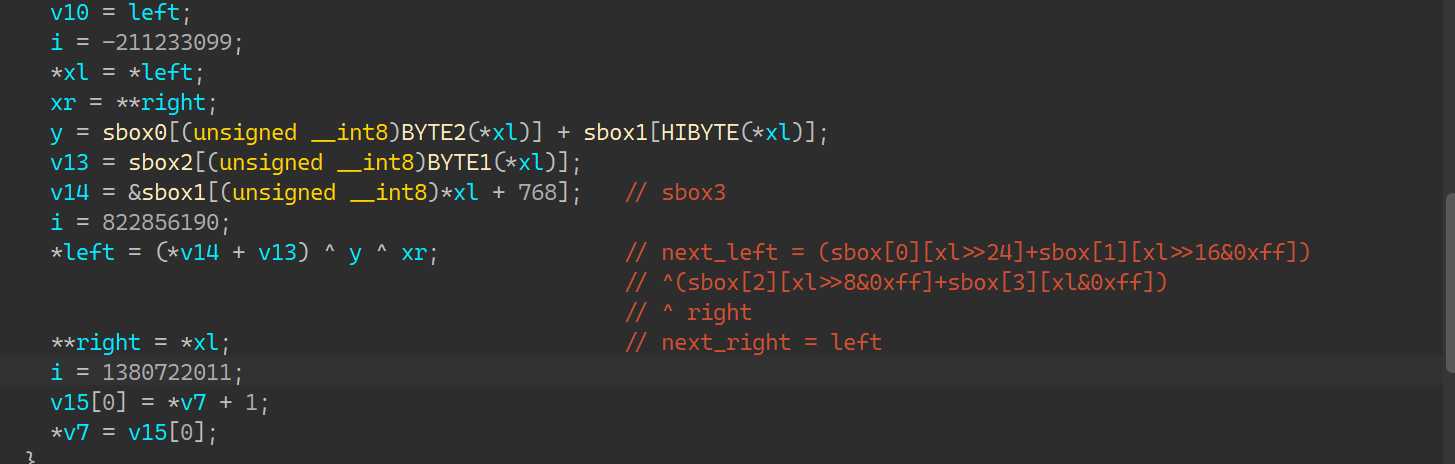 v10 = left;
i = -211233099;
*xl = *left;
xr = **right;
y = sbox0[(unsigned __int8)BYTE2(*xl)] + sbox1[HIBYTE(*xl)];
v13 = sbox2[(unsigned __int8)BYTE1(*xl)];
v14 = &sbox1[(unsigned __int8)*xl + 768];   // sbox3
i = 822856190;
*left = (*v14 + v13) ^ y ^ xr;   // next_left = (sbox[0][xl>>24]+sbox[1][xl>>16&0xff])
// ^(sbox[2][xl>>8&0xff]+sbox[3][xl&0xff])
// ^ right
**right = *xl;   // next_right = left
i = 1380722011;
v15[0] = *v7 + 1;
*v7 = v15[0];
}